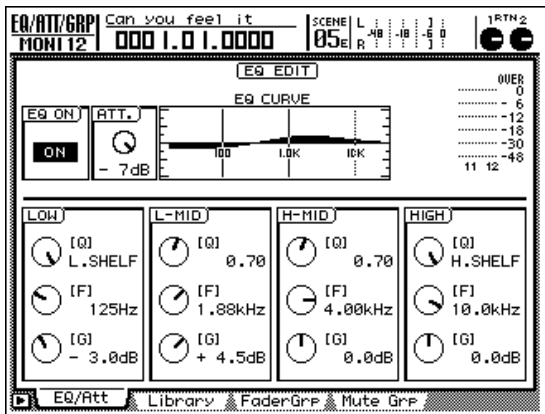 EQ/ATT/GRP Can you feel it SCENE L -48 -18 -6 0 1RTN2
MONI12 000 1.0 1.0000 05E R
EQ EDIT
EQ ON ATT. EQ CURVE OVER
0
- 6
-12
-18
-30
-48
ON 100 1.0K 10K
- 7dB 11 12
LOW L-MID H-MID HIGH
[Q] [Q] [Q] [Q]
L.SHELF 0.70 0.70 H.SHELF
[F] [F] [F] [F]
125Hz 1.88kHz 4.00kHz 10.0kHz
[G] [G] [G] [G]
- 3.0dB + 4.5dB 0.0dB 0.0dB
EQ/Att Library FaderGrp Mute Grp